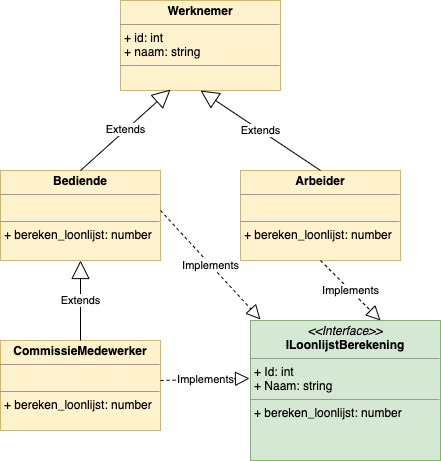 Werknemer
+ id: int
+ naam: string
Extends
Extends
Bediende
+ bereken_loonlijst: number
Arbeider
+ bereken_loonlijst: number
Implements
Implements
Extends
CommissieMedewerker
+ bereken_loonlijst: number
Implements
<<Interface>>
ILoonlijstBerekening
+ Id: int
+ Naam: string
+ bereken_loonlijst: number